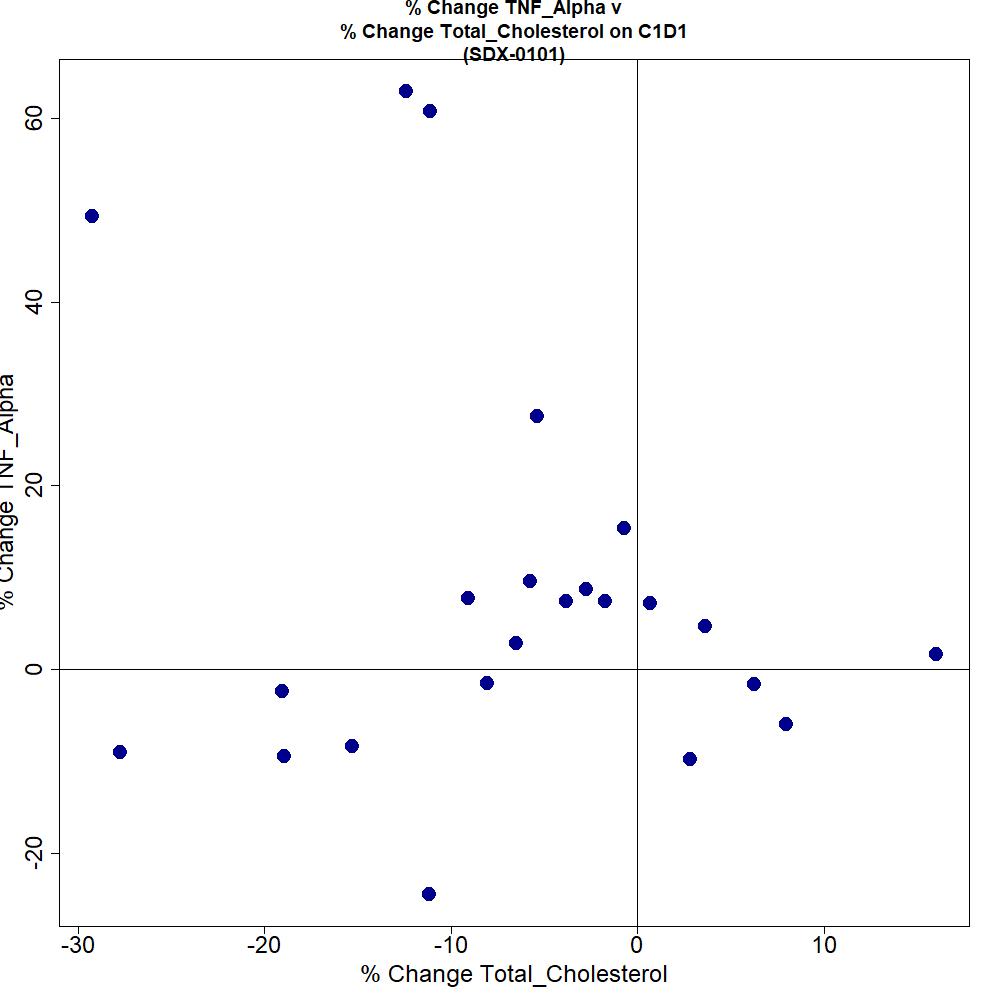 % Change TNF_Alpha v
% Change Total_Cholesterol on C1D1
(SDX-0101)
% Change TNF_Alpha
60
40
20
0
-20
-30
-20
-10
0
10
% Change Total_Cholesterol